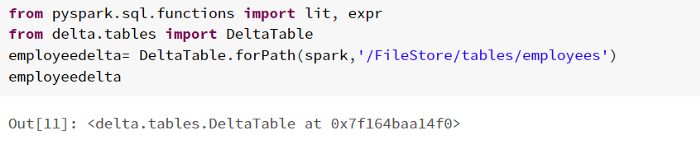 from pyspark.sql.functions import lit, expr
from delta.tables import DeltaTable
employeedelta= DeltaTable.forPath(spark,'/FileStore/tables/employees')
employeedelta
Out[11]: <delta.tables.DeltaTable at 0x7f164baa14f0>